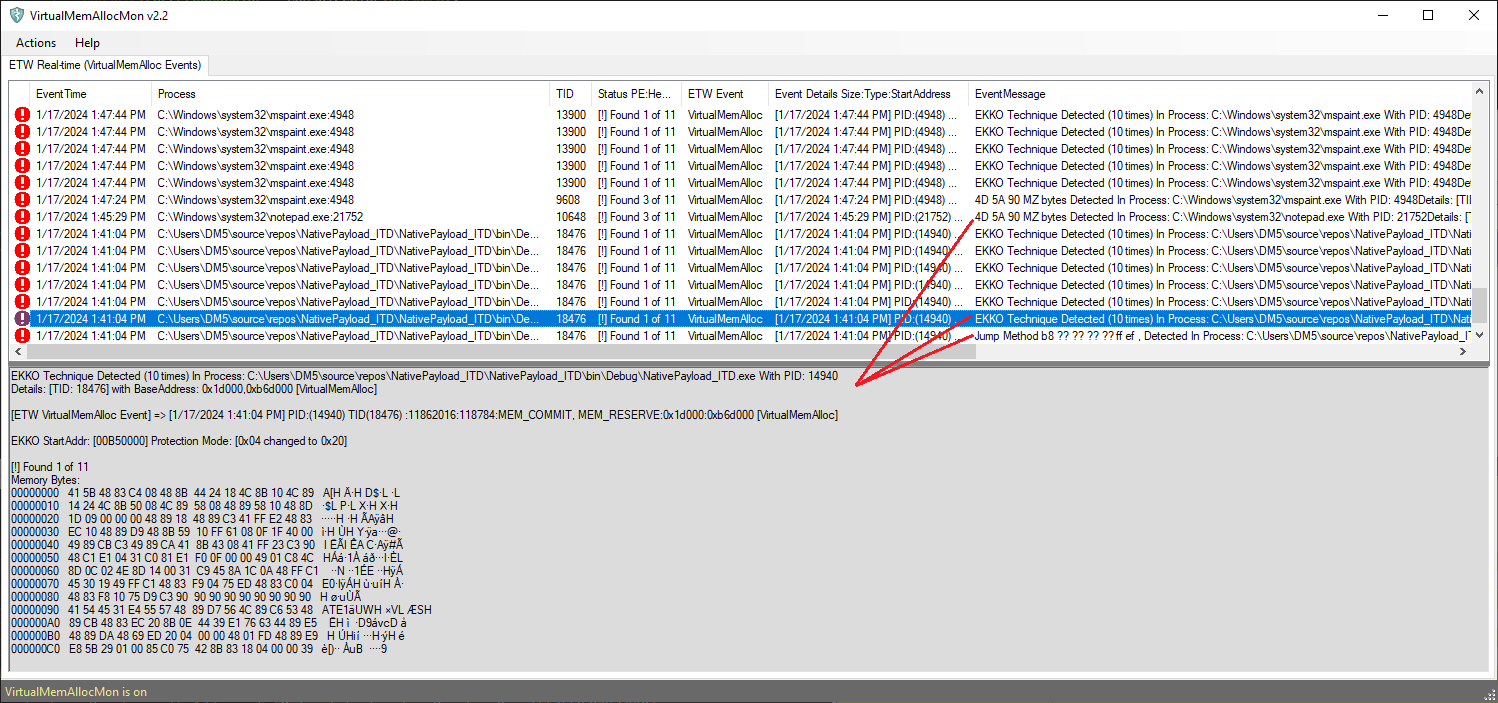 VirtualMemAllocMon v2.2
Actions Help
ETW Real-time (VirtualMemAlloc Events)
EventTime Process TID Status PE:He... ETW Event Event Details Size:Type:StartAddress EventMessage
1/17/2024 1:47:44 PM C:\Windows\system32\mspaint.exe:4948 13900 [!] Found 1 of 11 VirtualMemAlloc [1/17/2024 1:47:44 PM] PID:(4948) ... EKKO Technique Detected (10 times) In Process: C:\Windows\system32\mspaint.exe With PID: 4948De
1/17/2024 1:47:44 PM C:\Windows\system32\mspaint.exe:4948 13900 [!] Found 1 of 11 VirtualMemAlloc [1/17/2024 1:47:44 PM] PID:(4948) ... EKKO Technique Detected (10 times) In Process: C:\Windows\system32\mspaint.exe With PID: 4948De
1/17/2024 1:47:44 PM C:\Windows\system32\mspaint.exe:4948 13900 [!] Found 1 of 11 VirtualMemAlloc [1/17/2024 1:47:44 PM] PID:(4948) ... EKKO Technique Detected (10 times) In Process: C:\Windows\system32\mspaint.exe With PID: 4948De
1/17/2024 1:47:44 PM C:\Windows\system32\mspaint.exe:4948 13900 [!] Found 1 of 11 VirtualMemAlloc [1/17/2024 1:47:44 PM] PID:(4948) ... EKKO Technique Detected (10 times) In Process: C:\Windows\system32\mspaint.exe With PID: 4948De
1/17/2024 1:47:44 PM C:\Windows\system32\mspaint.exe:4948 13900 [!] Found 1 of 11 VirtualMemAlloc [1/17/2024 1:47:44 PM] PID:(4948) ... EKKO Technique Detected (10 times) In Process: C:\Windows\system32\mspaint.exe With PID: 4948De
1/17/2024 1:47:24 PM C:\Windows\system32\mspaint.exe:4948 9608 [!] Found 3 of 11 VirtualMemAlloc [1/17/2024 1:47:24 PM] PID:(4948) ... 4D 5A 90 MZ bytes Detected In Process: C:\Windows\system32\mspaint.exe With PID: 4948Details: [TI
1/17/2024 1:45:29 PM C:\Windows\system32\notepad.exe:21752 10648 [!] Found 3 of 11 VirtualMemAlloc [1/17/2024 1:45:29 PM] PID:(21752) ... 4D 5A 90 MZ bytes Detected In Process: C:\Windows\system32\notepad.exe With PID: 21752Details: [
1/17/2024 1:41:04 PM C:\Users\DM5\source\repos\NativePayload_ITD\NativePayload_ITD\bin\De... 18476 [!] Found 1 of 11 VirtualMemAlloc [1/17/2024 1:41:04 PM] PID:(14940) ... EKKO Technique Detected (10 times) In Process: C:\Users\DM5\source\repos\NativePayload_ITD\Nati
1/17/2024 1:41:04 PM C:\Users\DM5\source\repos\NativePayload_ITD\NativePayload_ITD\bin\De... 18476 [!] Found 1 of 11 VirtualMemAlloc [1/17/2024 1:41:04 PM] PID:(14940) ... EKKO Technique Detected (10 times) In Process: C:\Users\DM5\source\repos\NativePayload_ITD\Nati
1/17/2024 1:41:04 PM C:\Users\DM5\source\repos\NativePayload_ITD\NativePayload_ITD\bin\De... 18476 [!] Found 1 of 11 VirtualMemAlloc [1/17/2024 1:41:04 PM] PID:(14940) ... EKKO Technique Detected (10 times) In Process: C:\Users\DM5\source\repos\NativePayload_ITD\Nati
1/17/2024 1:41:04 PM C:\Users\DM5\source\repos\NativePayload_ITD\NativePayload_ITD\bin\De... 18476 [!] Found 1 of 11 VirtualMemAlloc [1/17/2024 1:41:04 PM] PID:(14940) ... EKKO Technique Detected (10 times) In Process: C:\Users\DM5\source\repos\NativePayload_ITD\Nati
1/17/2024 1:41:04 PM C:\Users\DM5\source\repos\NativePayload_ITD\NativePayload_ITD\bin\De... 18476 [!] Found 1 of 11 VirtualMemAlloc [1/17/2024 1:41:04 PM] PID:(14940) ... EKKO Technique Detected (10 times) In Process: C:\Users\DM5\source\repos\NativePayload_ITD\Nati
1/17/2024 1:41:04 PM C:\Users\DM5\source\repos\NativePayload_ITD\NativePayload_ITD\bin\De... 18476 [!] Found 1 of 11 VirtualMemAlloc [1/17/2024 1:41:04 PM] PID:(14940) ... EKKO Technique Detected (10 times) In Process: C:\Users\DM5\source\repos\NativePayload_ITD\Nati
1/17/2024 1:41:04 PM C:\Users\DM5\source\repos\NativePayload_ITD\NativePayload_ITD\bin\De... 18476 [!] Found 1 of 11 VirtualMemAlloc [1/17/2024 1:41:04 PM] PID:(14940) ... Jump Method b8 ?? ?? ?? ?? ff ef , Detected In Process: C:\Users\DM5\source\repos\NativePayload_IT
EKKO Technique Detected (10 times) In Process: C:\Users\DM5\source\repos\NativePayload_ITD\NativePayload_ITD\bin\Debug\NativePayload_ITD.exe With PID: 14940
Details: [TID: 18476] with BaseAddress: 0x1d000,0xb6d000 [VirtualMemAlloc]
[ETW VirtualMemAlloc Event] => [1/17/2024 1:41:04 PM] PID:(14940) TID(18476) :11862016:118784:MEM_COMMIT, MEM_RESERVE:0x1d000:0xb6d000 [VirtualMemAlloc]
EKKO StartAddr: [00B50000] Protection Mode: [0x04 changed to 0x20]
[!] Found 1 of 11
Memory Bytes:
00000000 41 5B 48 83 C4 08 48 8B 44 24 18 4C 8B 10 4C 89
00000010 14 24 4C 8B 50 08 4C 89 58 08 48 89 58 10 48 8D
00000020 1D 09 00 00 00 48 89 18 48 89 C3 41 FF E2 48 83
00000030 EC 10 48 89 D9 48 8B 59 10 FF 61 08 0F 1F 40 00
00000040 49 89 CB C3 49 89 CA 41 8B 43 08 41 FF 23 C3 90
00000050 48 C1 E1 04 31 C0 81 E1 F0 0F 00 00 49 01 C8 4C
00000060 8D 0C 02 4E 8D 14 00 31 C9 45 8A 1C 0A 48 FF C1
00000070 45 30 19 49 FF C1 48 83 F9 04 75 ED 48 83 C0 04
00000080 48 83 F8 10 75 D9 C3 90 90 90 90 90 90 90 90 90
00000090 41 54 45 31 E4 55 57 48 89 D7 56 4C 89 C6 53 48
000000A0 89 CB 48 83 EC 20 8B 0E 44 39 E1 76 63 44 89 E5
000000B0 48 89 DA 48 69 ED 20 04 00 00 48 01 FD 48 89 E9
000000C0 E8 5B 29 01 00 85 C0 75 42 8B 83 18 04 00 00 39
VirtualMemAllocMon is on